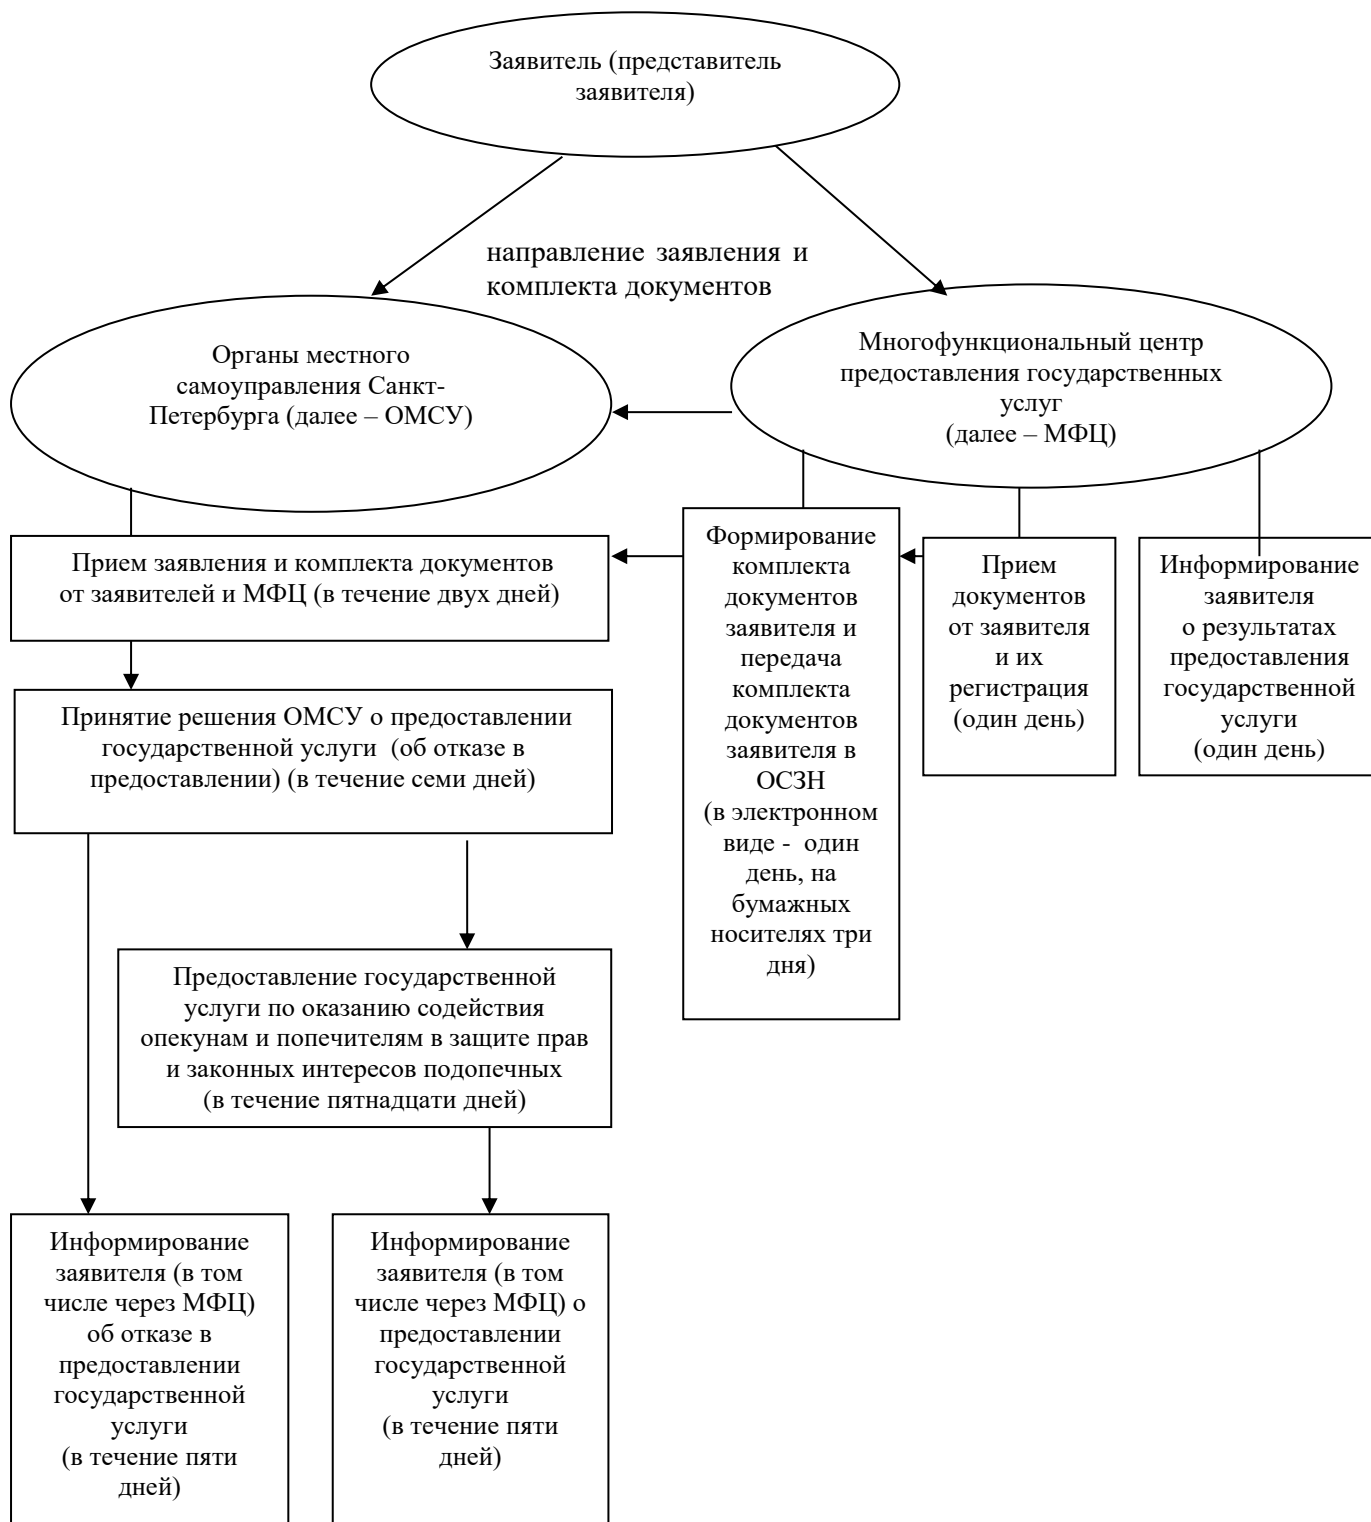 Заявитель (представитель
заявителя)
направление заявления и
комплекта документов
Органы местного
самоуправления Санкт-
Петербурга (далее – ОМСУ)
Многофункциональный центр
предоставления государственных
услуг
(далее – МФЦ)
Прием заявления и комплекта документов
от заявителей и МФЦ (в течение двух дней)
Формирование
комплекта
документов
заявителя и
передача
комплекта
документов
заявителя в
ОСЗН
(в электронном
виде - один
день, на
бумажных
носителях три
дня)
Прием
документов
от заявителя
и их
регистрация
(один день)
Информирование
заявителя
о результатах
предоставления
государственной
услуги
(один день)
Принятие решения ОМСУ о предоставлении
государственной услуги (об отказе в
предоставлении) (в течение семи дней)
Предоставление государственной
услуги по оказанию содействия
опекунам и попечителям в защите прав
и законных интересов подопечных
(в течение пятнадцати дней)
Информирование
заявителя (в том
числе через МФЦ)
об отказе в
предоставлении
государственной
услуги
(в течение пяти
дней)
Информирование
заявителя (в том
числе через МФЦ) о
предоставлении
государственной
услуги
(в течение пяти
дней)